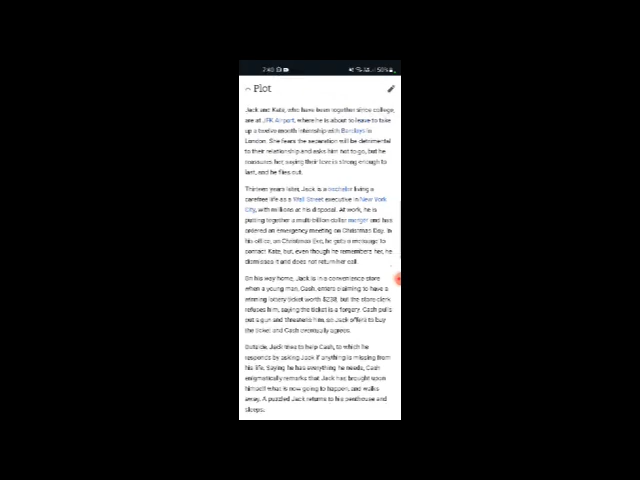 2:40
58%
Plot
Jack and Kate, who have been together since college,
are at JFK Airport, where he is about to leave to take
up a twelve-month internship with Barclays in
London. She fears the separation will be detrimental
to their relationship and asks him not to go, but he
reassures her, saying their love is strong enough to
last, and he flies out.
Thirteen years later, Jack is a bachelor living a
carefree life as a Wall Street executive in New York
City, with millions at his disposal. At work, he is
putting together a multi-billion-dollar merger and has
ordered an emergency meeting on Christmas Day. In
his office, on Christmas Eve, he gets a message to
contact Kate, but, even though he remembers her, he
dismisses it and does not return her call.
On his way home, Jack is in a convenience store
when a young man, Cash, enters claiming to have a
winning lottery ticket worth $238, but the store clerk
refuses him, saying the ticket is a forgery. Cash pulls
out a gun and threatens him, so Jack offers to buy
the ticket and Cash eventually agrees.
Outside, Jack tries to help Cash, to which he
responds by asking Jack if anything is missing from
his life. Saying he has everything he needs, Cash
enigmatically remarks that Jack has brought upon
himself what is now going to happen, and walks
away. A puzzled Jack returns to his penthouse and
sleeps.